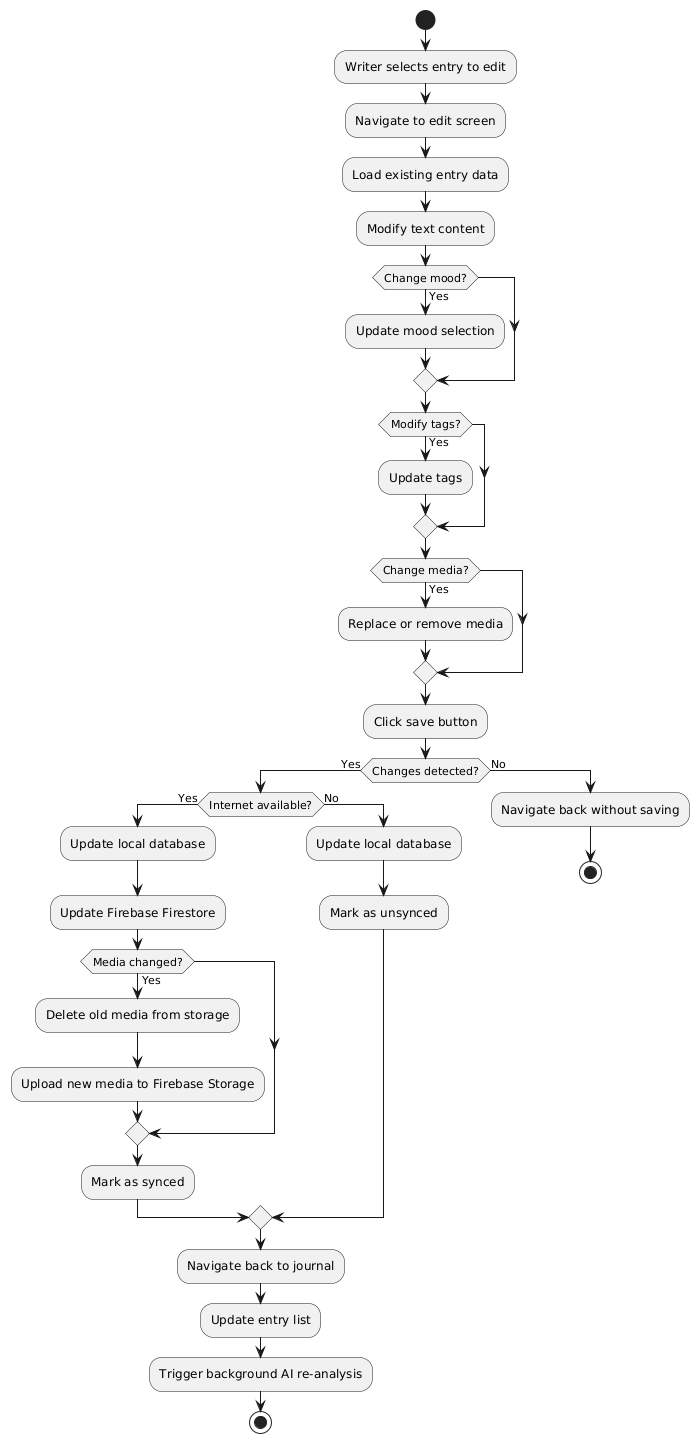 Writer selects entry to edit
Navigate to edit screen
Load existing entry data
Modify text content
Change mood?
Yes
Update mood selection
Modify tags?
Yes
Update tags
Change media?
Yes
Replace or remove media
Click save button
Yes
Changes detected?
No
Yes
Internet available?
No
Navigate back without saving
Update local database
Update local database
Update Firebase Firestore
Mark as unsynced
Media changed?
Yes
Delete old media from storage
Upload new media to Firebase Storage
Mark as synced
Navigate back to journal
Update entry list
Trigger background AI re-analysis